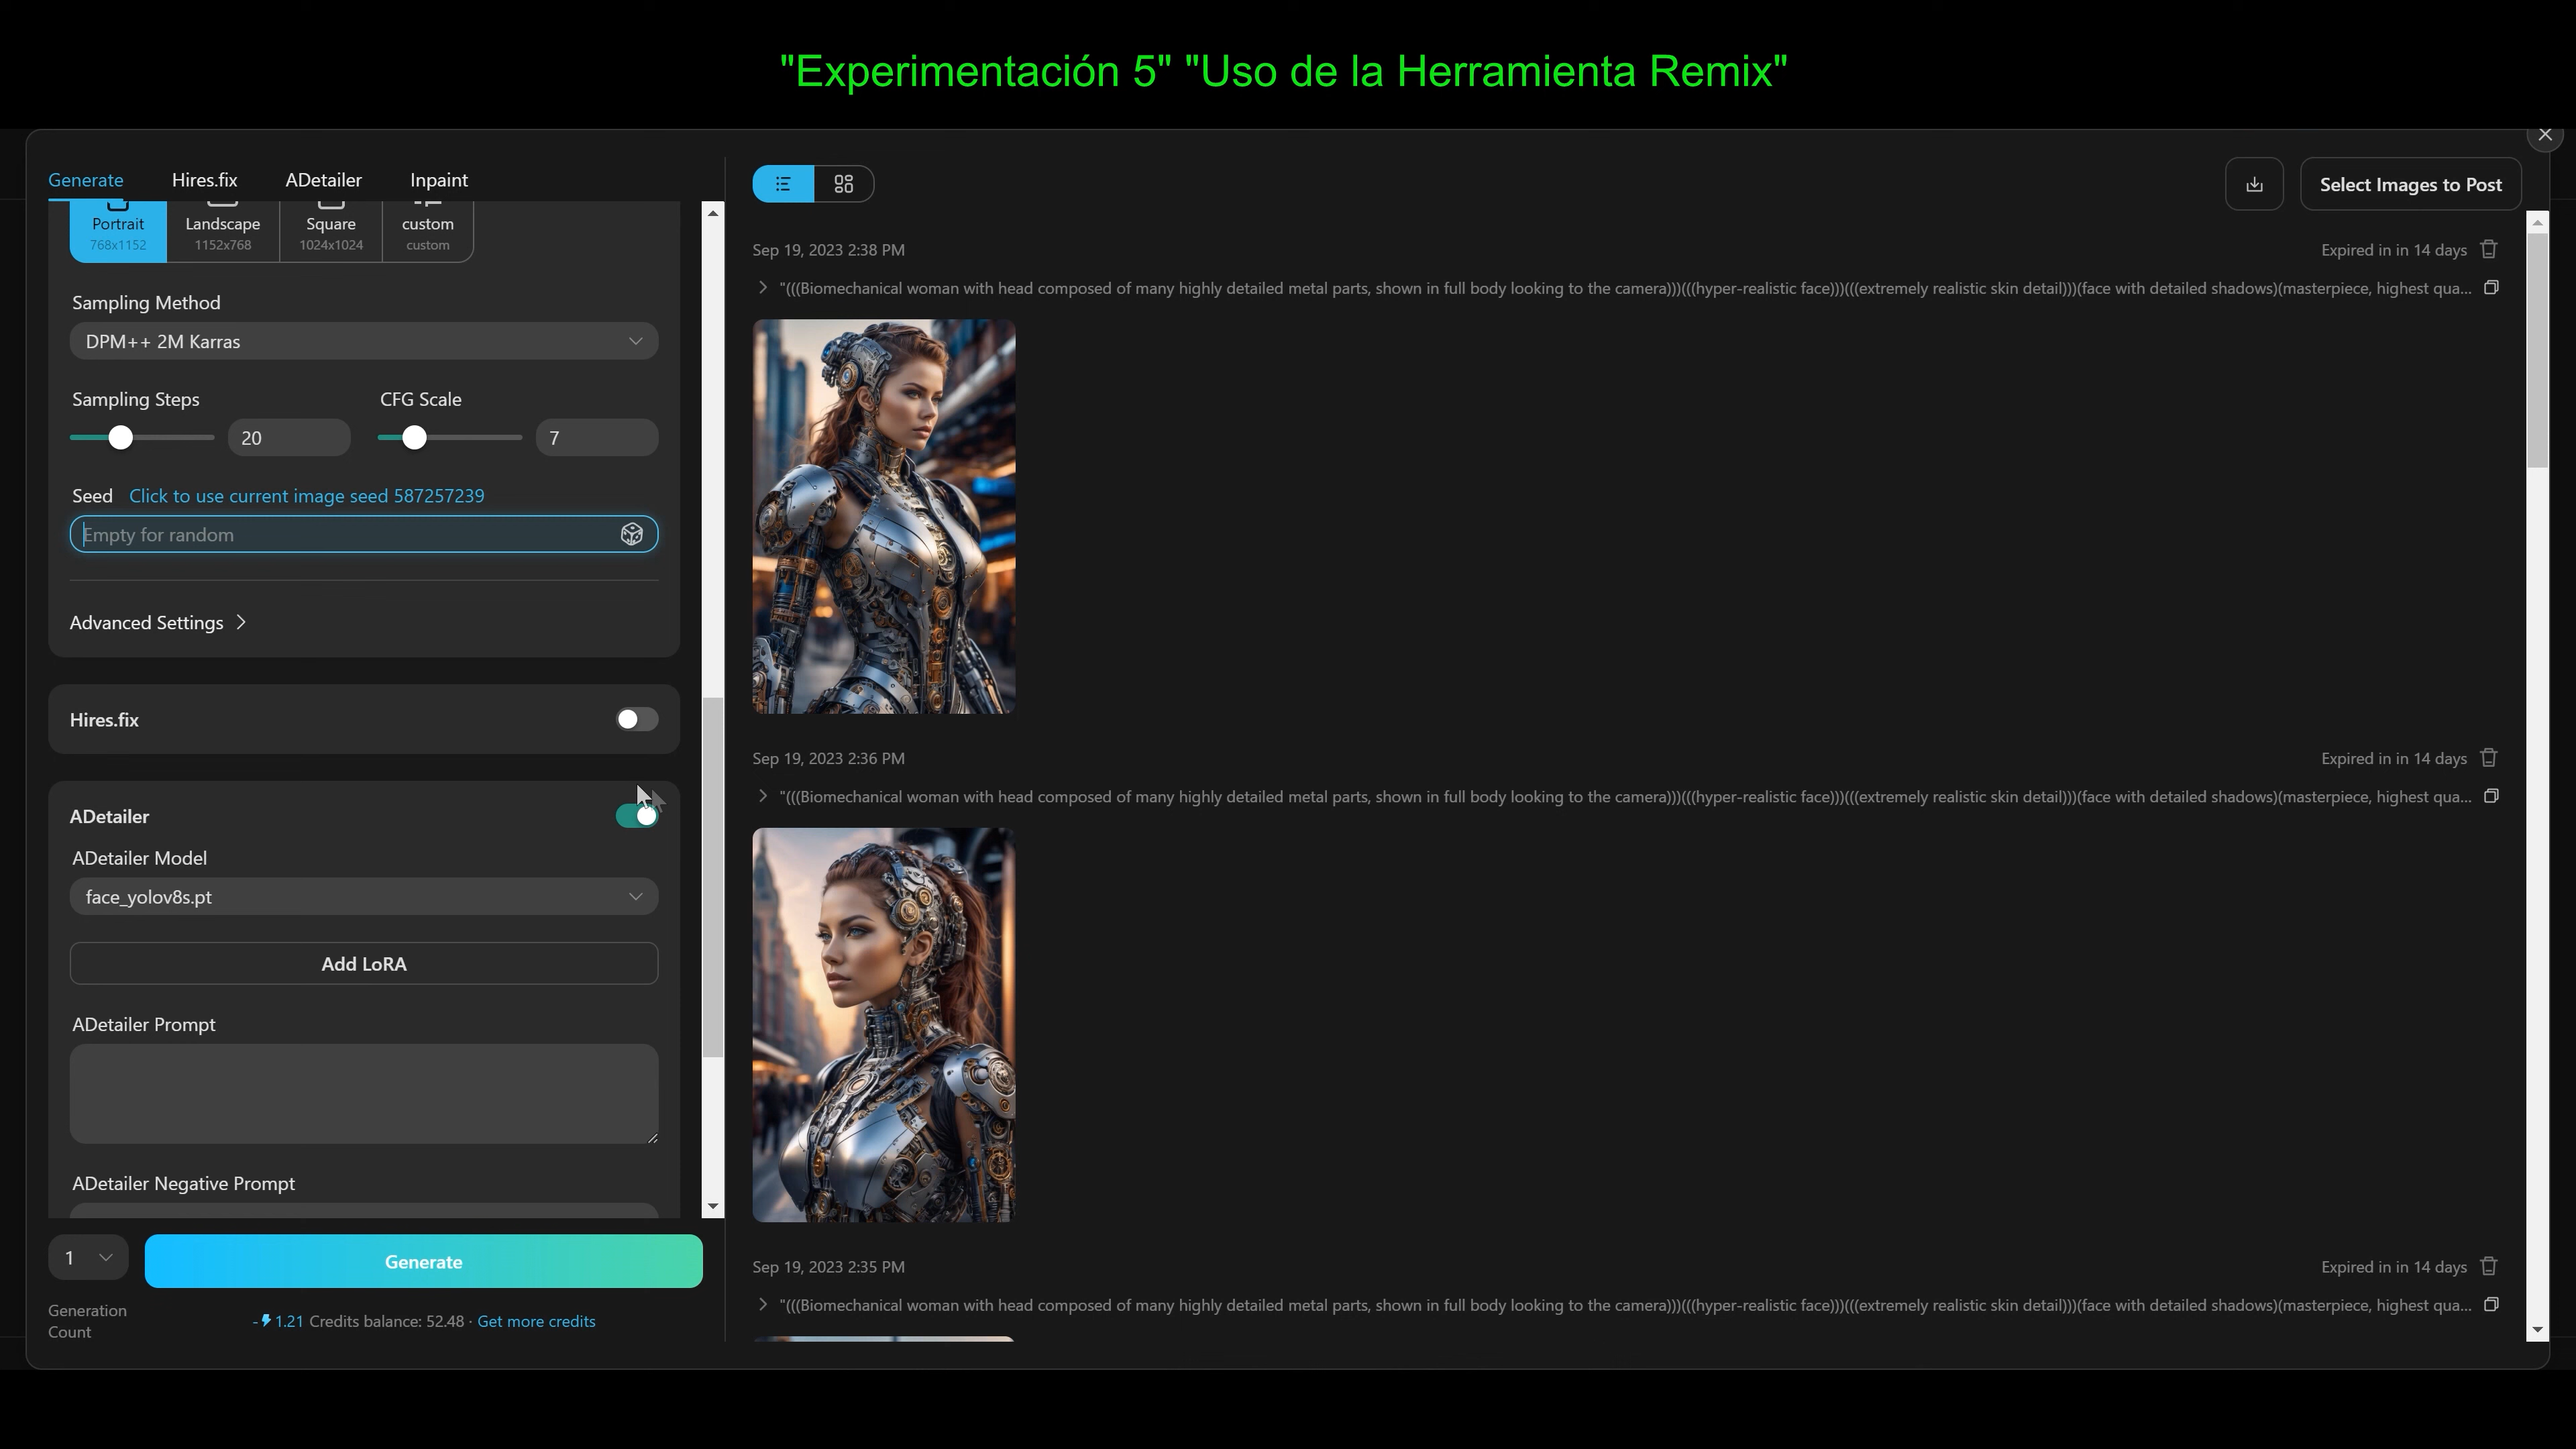 "Experimentación 5" "Uso de la Herramienta Remix"
Generate Hires.fix ADetailer Inpaint
Portrait Landscape Square custom
768x1152 1152x768 1024x1024 custom
Sampling Method
DPM++ 2M Karras
Sampling Steps CFG Scale
20 7
Seed Click to use current image seed 587257239
Empty for random
Advanced Settings
Hires.fix
ADetailer
ADetailer Model
face_yolov8s.pt
Add LoRA
ADetailer Prompt
ADetailer Negative Prompt
1 Generate
Generation
Count
-1.21 Credits balance: 52.48 · Get more credits
Select Images to Post
Sep 19, 2023 2:38 PM Expired in in 14 days
"(((Biomechanical woman with head composed of many highly detailed metal parts, shown in full body looking to the camera)))(((hyper-realistic face)))(((extremely realistic skin detail)))(face with detailed shadows)(masterpiece, highest qua...
Sep 19, 2023 2:36 PM Expired in in 14 days
"(((Biomechanical woman with head composed of many highly detailed metal parts, shown in full body looking to the camera)))(((hyper-realistic face)))(((extremely realistic skin detail)))(face with detailed shadows)(masterpiece, highest qua...
Sep 19, 2023 2:35 PM Expired in in 14 days
"(((Biomechanical woman with head composed of many highly detailed metal parts, shown in full body looking to the camera)))(((hyper-realistic face)))(((extremely realistic skin detail)))(face with detailed shadows)(masterpiece, highest qua...